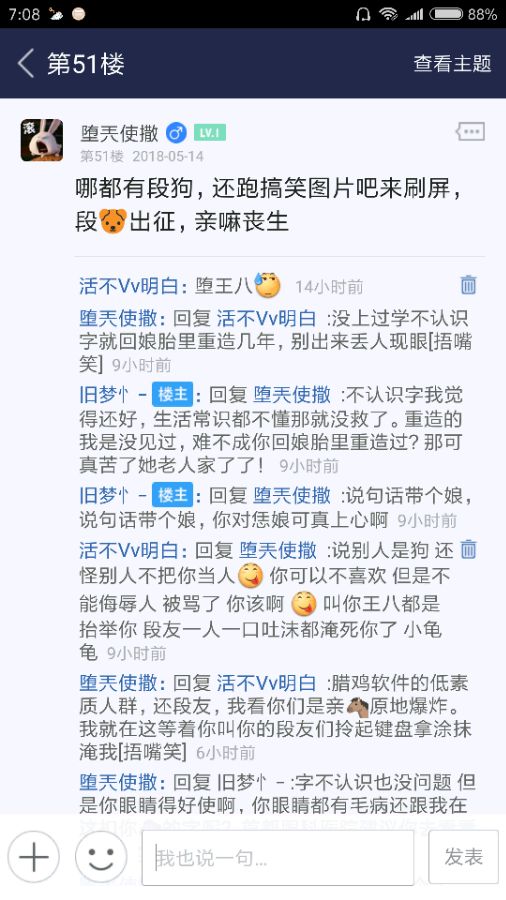 7:08
88%
第51楼
查看主题
滚
堕天使撒
LV.1
第51楼 2018-05-14
哪都有段狗，还跑搞笑图片吧来刷屏，
段🐶出征，亲嘛丧生
活不Vv明白：堕王八 14小时前
堕兲使撒：回复 活不Vv明白 :没上过学不认识
字就回娘胎里重造几年，别出来丢人现眼[捂嘴
笑] 9小时前
旧梦忄- 楼主：回复 堕兲使撒 :不认识字我觉
得还好，生活常识都不懂那就没救了。重造的
我是没见过，难不成你回娘胎里重造过？那可
真苦了她老人家了了！ 9小时前
旧梦忄- 楼主：回复 堕兲使撒 :说句话带个娘，
说句话带个娘，你对恁娘可真上心啊 9小时前
活不Vv明白：回复 堕兲使撒 :说别人是狗 还
怪别人不把你当人 你可以不喜欢 但是不
能侮辱人 被骂了 你该啊 叫你王八都是
抬举你 段友一人一口吐沫都淹死你了 小龟
龟 9小时前
堕兲使撒：回复 活不Vv明白 :腊鸡软件的低素
质人群，还段友，我看你们是亲🐴原地爆炸。
我就在这等着你叫你的段友们拎起键盘拿涂抹
淹我[捂嘴笑] 6小时前
堕兲使撒：回复 旧梦忄- :字不认识也没问题 但
是你眼睛得好使啊，你眼睛都有毛病还跟我在
我也说一句...
发表